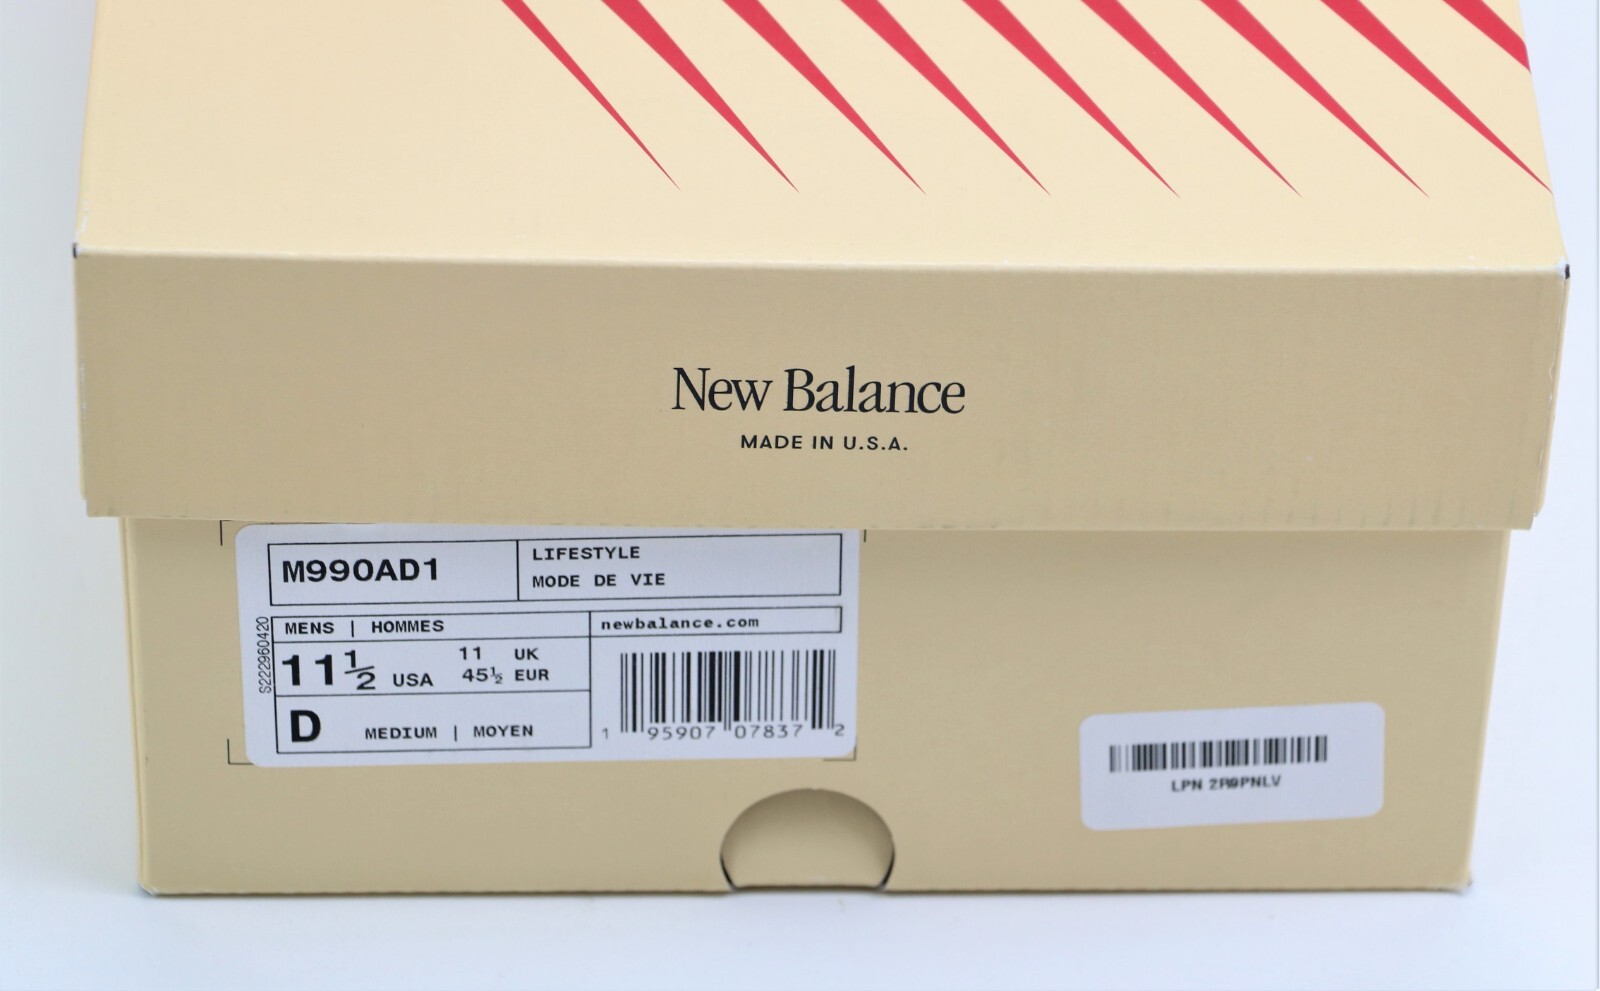 New Balance
MADE IN U.S.A.
M990AD1
LIFESTYLE
MODE DE VIE
S222960420
MENS | HOMMES
newbalance.com
11½ USA
11 UK
45½ EUR
D MEDIUM | MOYEN
1 95907 07837 2
LPN